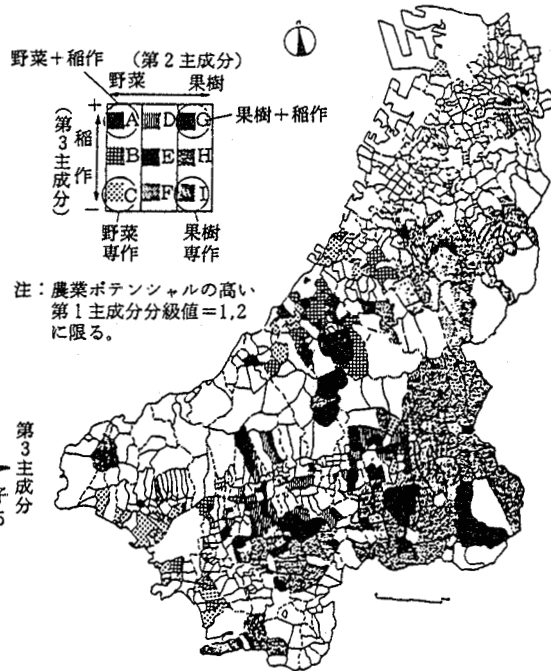 野菜+稲作
(第2主成分)
野菜
果樹
+
A
D
G
果樹+稲作
(第3主成分)
稲
作
B
E
H
C
F
I
−
野菜
専作
果樹
専作
注:農業ポテンシャルの高い
第1主成分分級値=1,2
に限る。
第3主成分